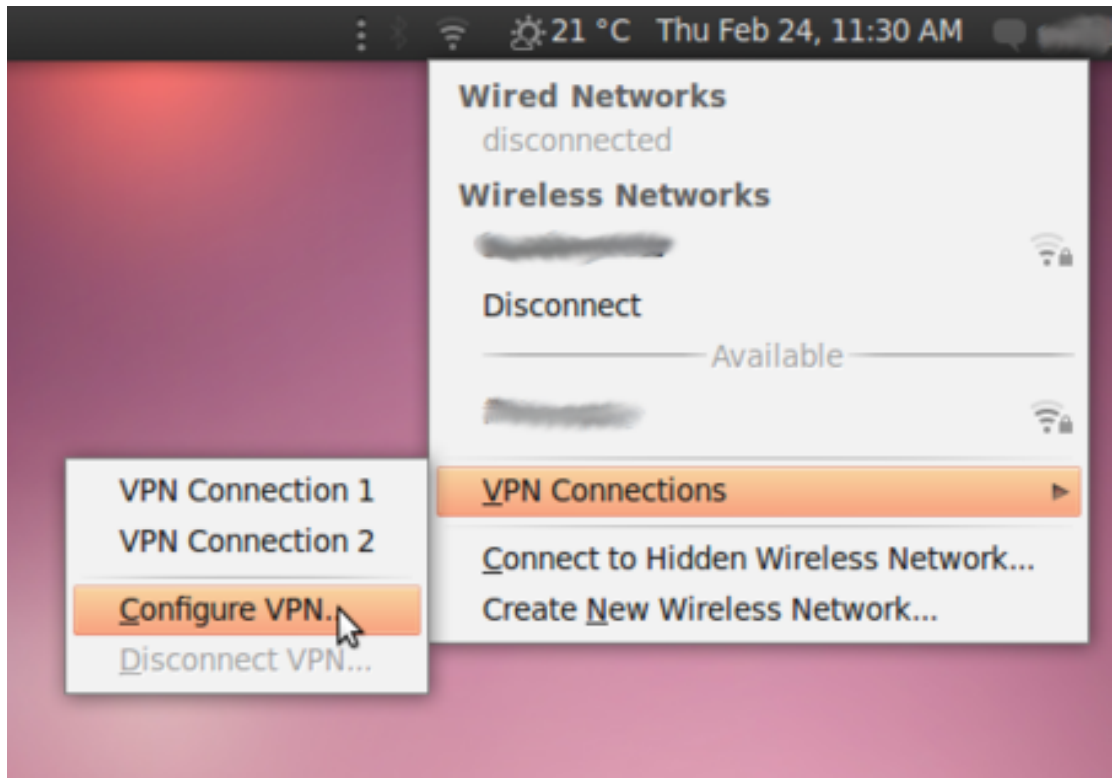 21 °C Thu Feb 24, 11:30 AM
Wired Networks
disconnected
Wireless Networks
Disconnect
Available
VPN Connections
Connect to Hidden Wireless Network...
Create New Wireless Network...
VPN Connection 1
VPN Connection 2
Configure VPN...
Disconnect VPN...